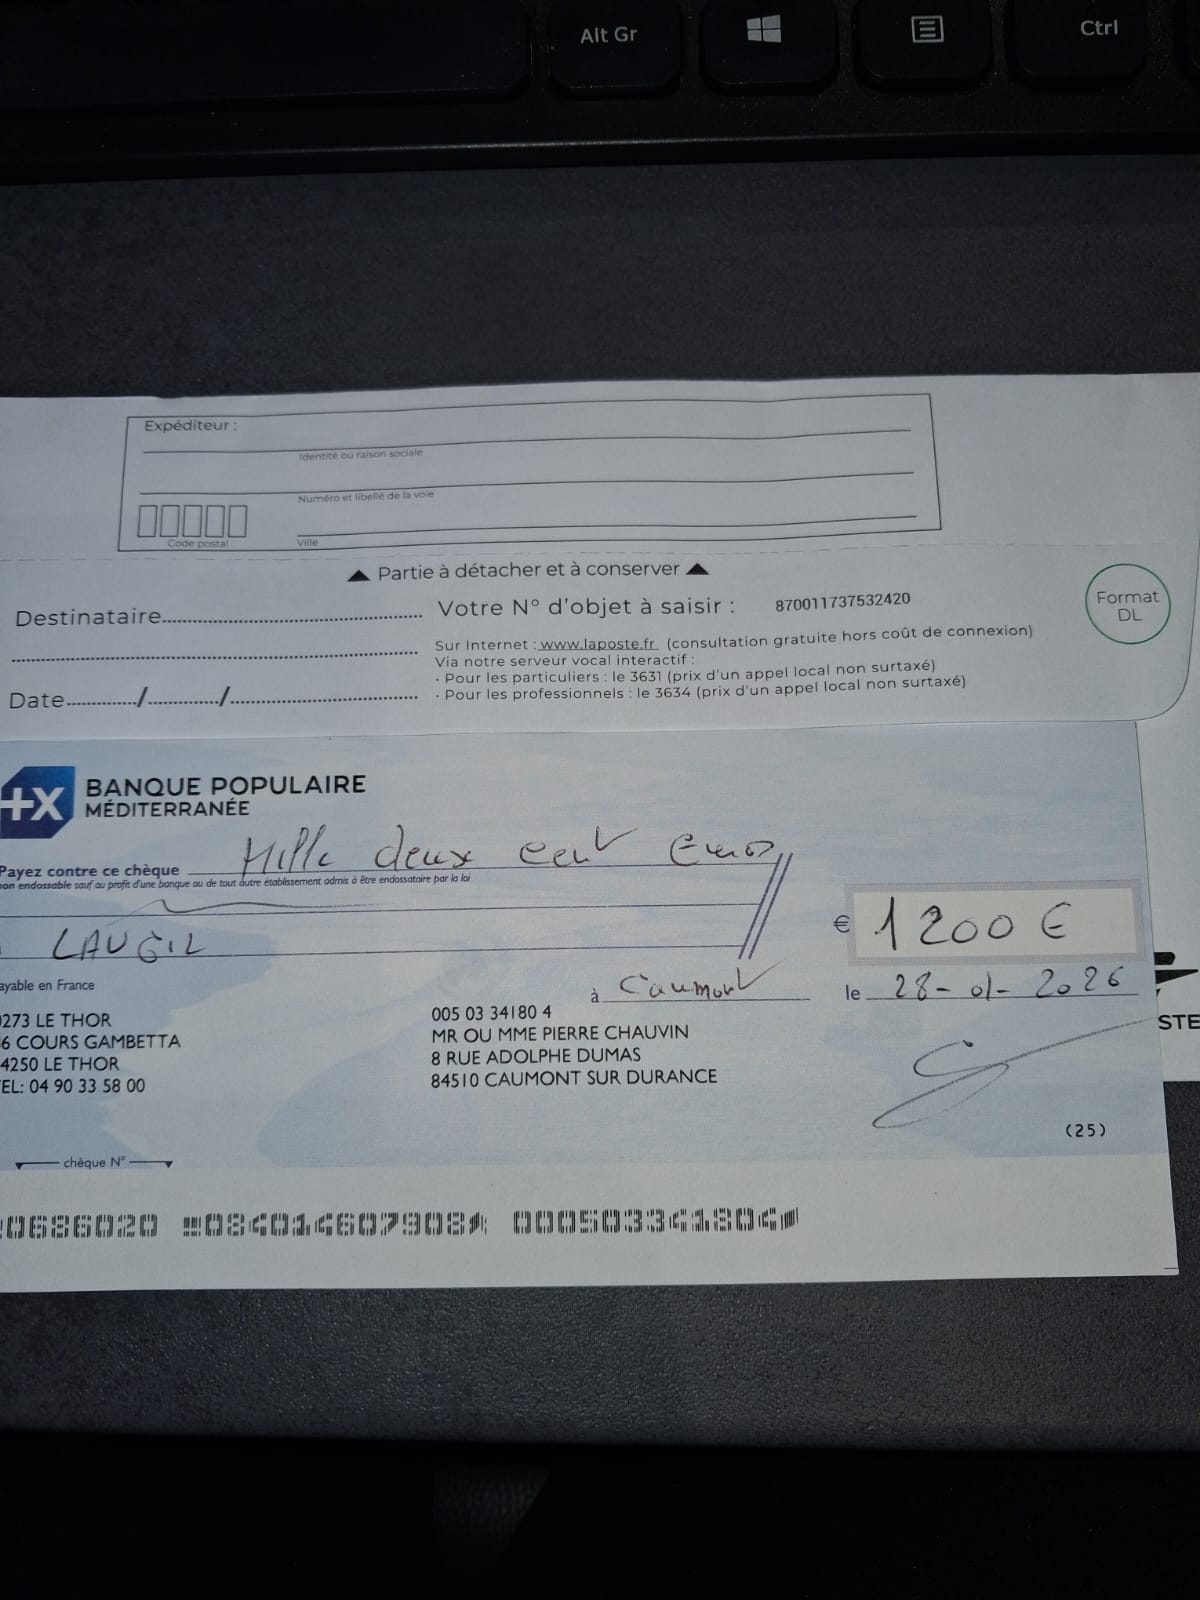 Alt Gr
Ctrl
Expéditeur :
Identité ou raison sociale
Numéro et libellé de la voie
Code postal
Ville
Partie à détacher et à conserver
Destinataire
Votre N° d'objet à saisir : 870011737532420
Format
DL
Sur Internet : www.laposte.fr (consultation gratuite hors coût de connexion)
Via notre serveur vocal interactif :
· Pour les particuliers : le 3631 (prix d'un appel local non surtaxé)
· Pour les professionnels : le 3634 (prix d'un appel local non surtaxé)
Date ...../...../.....
BANQUE POPULAIRE
MÉDITERRANÉE
Payez contre ce chèque Mille deux cent Euros
non endossable sauf au profit d'une banque ou de tout autre établissement admis à être endossataire par la loi
LAUGIL
€ 1200 €
ayable en France
à Caumont
le 28-01-2026
STE
0273 LE THOR
6 COURS GAMBETTA
4250 LE THOR
EL: 04 90 33 58 00
005 03 34180 4
MR OU MME PIERRE CHAUVIN
8 RUE ADOLPHE DUMAS
84510 CAUMONT SUR DURANCE
(25)
chèque N°
0686020 084014607908 000503341804